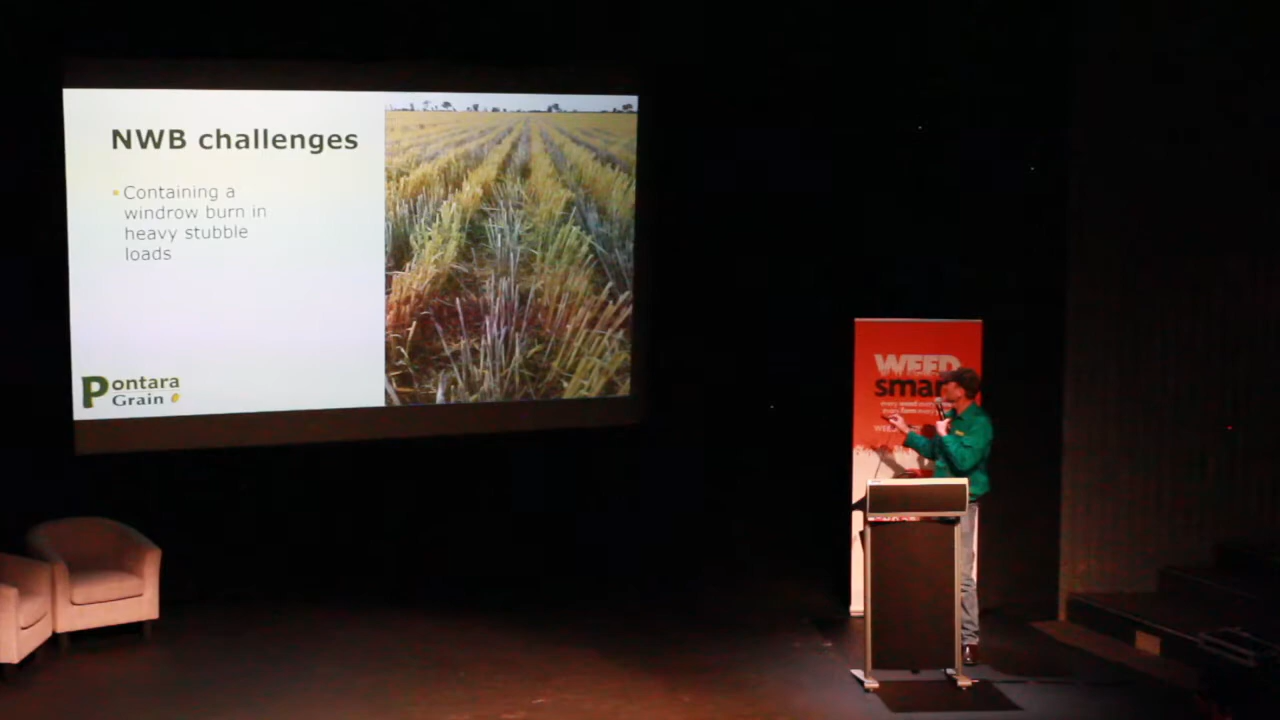 NWB challenges
Containing a
windrow burn in
heavy stubble
loads
Pontara
Grain
WEED
smar